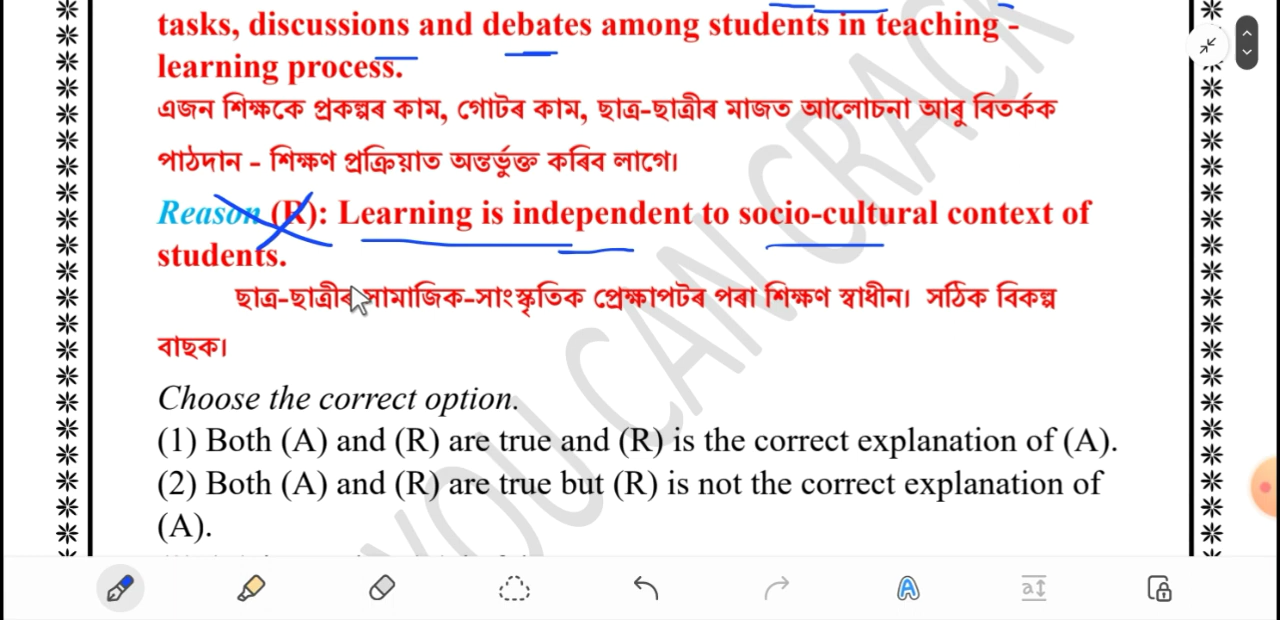 tasks, discussions and debates among students in teaching -
learning process.
এজন শিক্ষকে প্ৰকল্পৰ কাম, গোটৰ কাম, ছাত্ৰ-ছাত্ৰীৰ মাজত আলোচনা আৰু বিতৰ্কক
পাঠদান - শিক্ষণ প্ৰক্ৰিয়াত অন্তৰ্ভুক্ত কৰিব লাগে।
Reason (R): Learning is independent to socio-cultural context of
students.
ছাত্ৰ-ছাত্ৰীৰ সামাজিক-সাংস্কৃতিক প্ৰেক্ষাপটৰ পৰা শিক্ষণ স্বাধীন। সঠিক বিকল্প
বাছক।
Choose the correct option.
(1) Both (A) and (R) are true and (R) is the correct explanation of (A).
(2) Both (A) and (R) are true but (R) is not the correct explanation of
(A).
YOU CAN CRACK